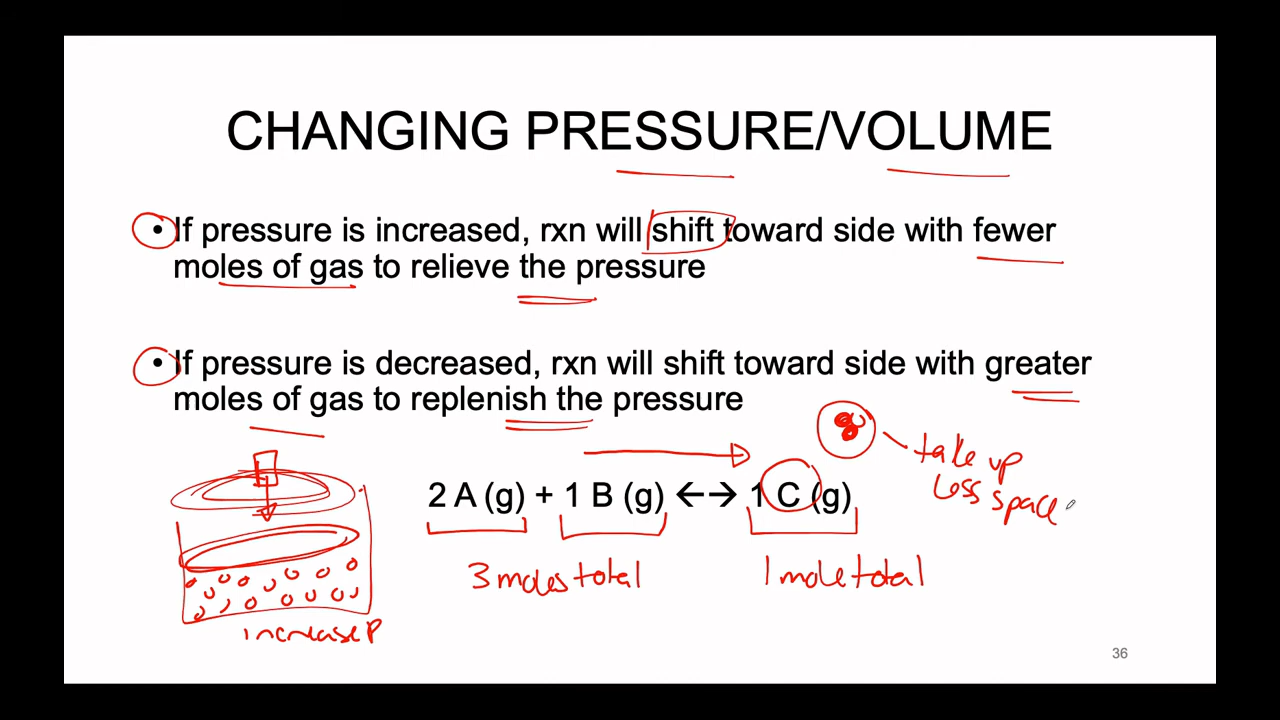 CHANGING PRESSURE/VOLUME
• If pressure is increased, rxn will shift toward side with fewer
moles of gas to relieve the pressure
• If pressure is decreased, rxn will shift toward side with greater
moles of gas to replenish the pressure
take up
less space
2 A (g) + 1 B (g) ←→ 1 C (g)
3 moles total
1 mole total
increase P
36